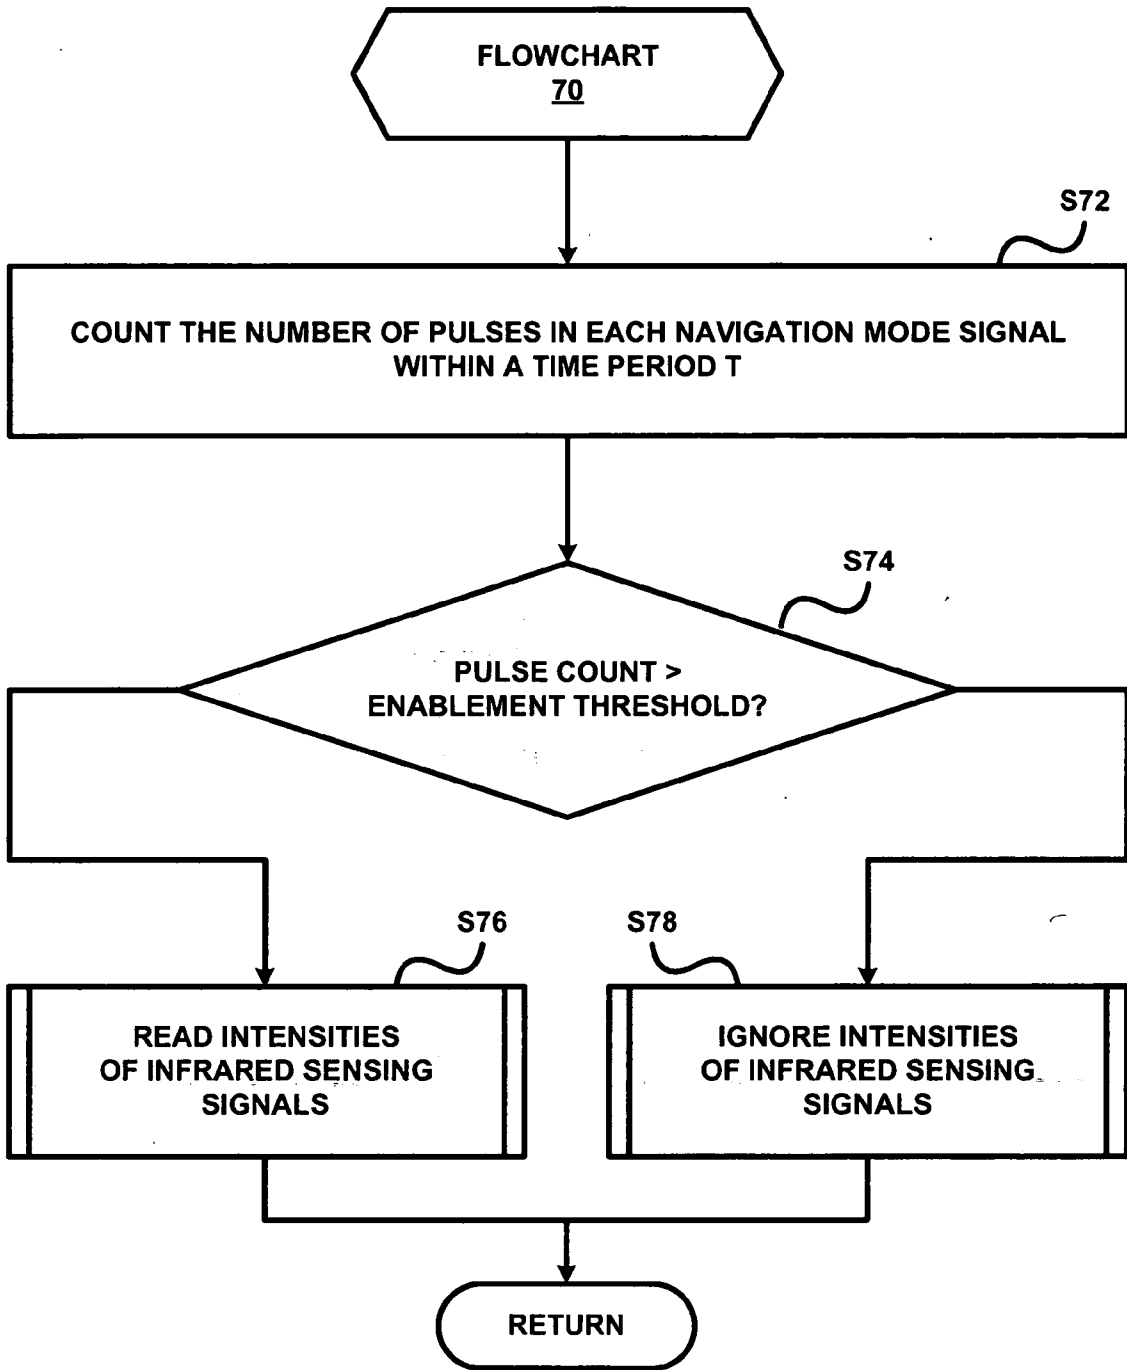 FLOWCHART
70
S72
COUNT THE NUMBER OF PULSES IN EACH NAVIGATION MODE SIGNAL
WITHIN A TIME PERIOD T
S74
PULSE COUNT >
ENABLEMENT THRESHOLD?
S76
READ INTENSITIES
OF INFRARED SENSING
SIGNALS
S78
IGNORE INTENSITIES
OF INFRARED SENSING
SIGNALS
RETURN